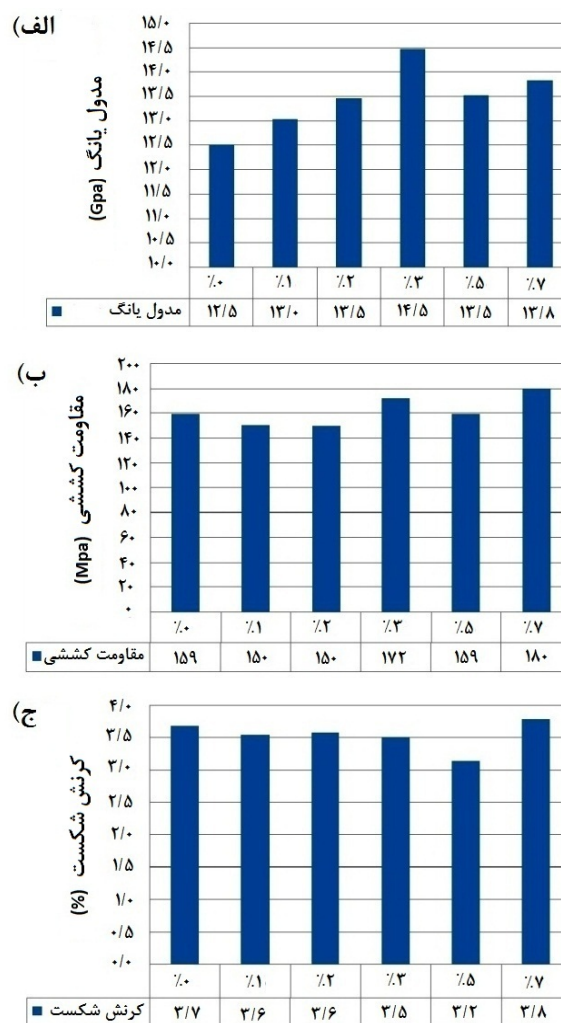 الف)
مدول یانگ (Gpa)
۱۵/۰
۱۴/۵
۱۴/۰
۱۳/۵
۱۳/۰
۱۲/۵
۱۲/۰
۱۱/۵
۱۱/۰
۱۰/۵
۱۰/۰
٪۰ ٪۱ ٪۲ ٪۳ ٪۵ ٪۷
مدول یانگ ۱۲/۵ ۱۳/۰ ۱۳/۵ ۱۴/۵ ۱۳/۵ ۱۳/۸
ب)
مقاومت کششی (Mpa)
۲۰۰
۱۸۰
۱۶۰
۱۴۰
۱۲۰
۱۰۰
۸۰
۶۰
۴۰
۲۰
۰
٪۰ ٪۱ ٪۲ ٪۳ ٪۵ ٪۷
مقاومت کششی ۱۵۹ ۱۵۰ ۱۵۰ ۱۷۲ ۱۵۹ ۱۸۰
ج)
کرنش شکست (%)
۴/۰
۳/۵
۳/۰
۲/۵
۲/۰
۱/۵
۱/۰
۰/۵
۰/۰
٪۰ ٪۱ ٪۲ ٪۳ ٪۵ ٪۷
کرنش شکست ۳/۷ ۳/۶ ۳/۶ ۳/۵ ۳/۲ ۳/۸